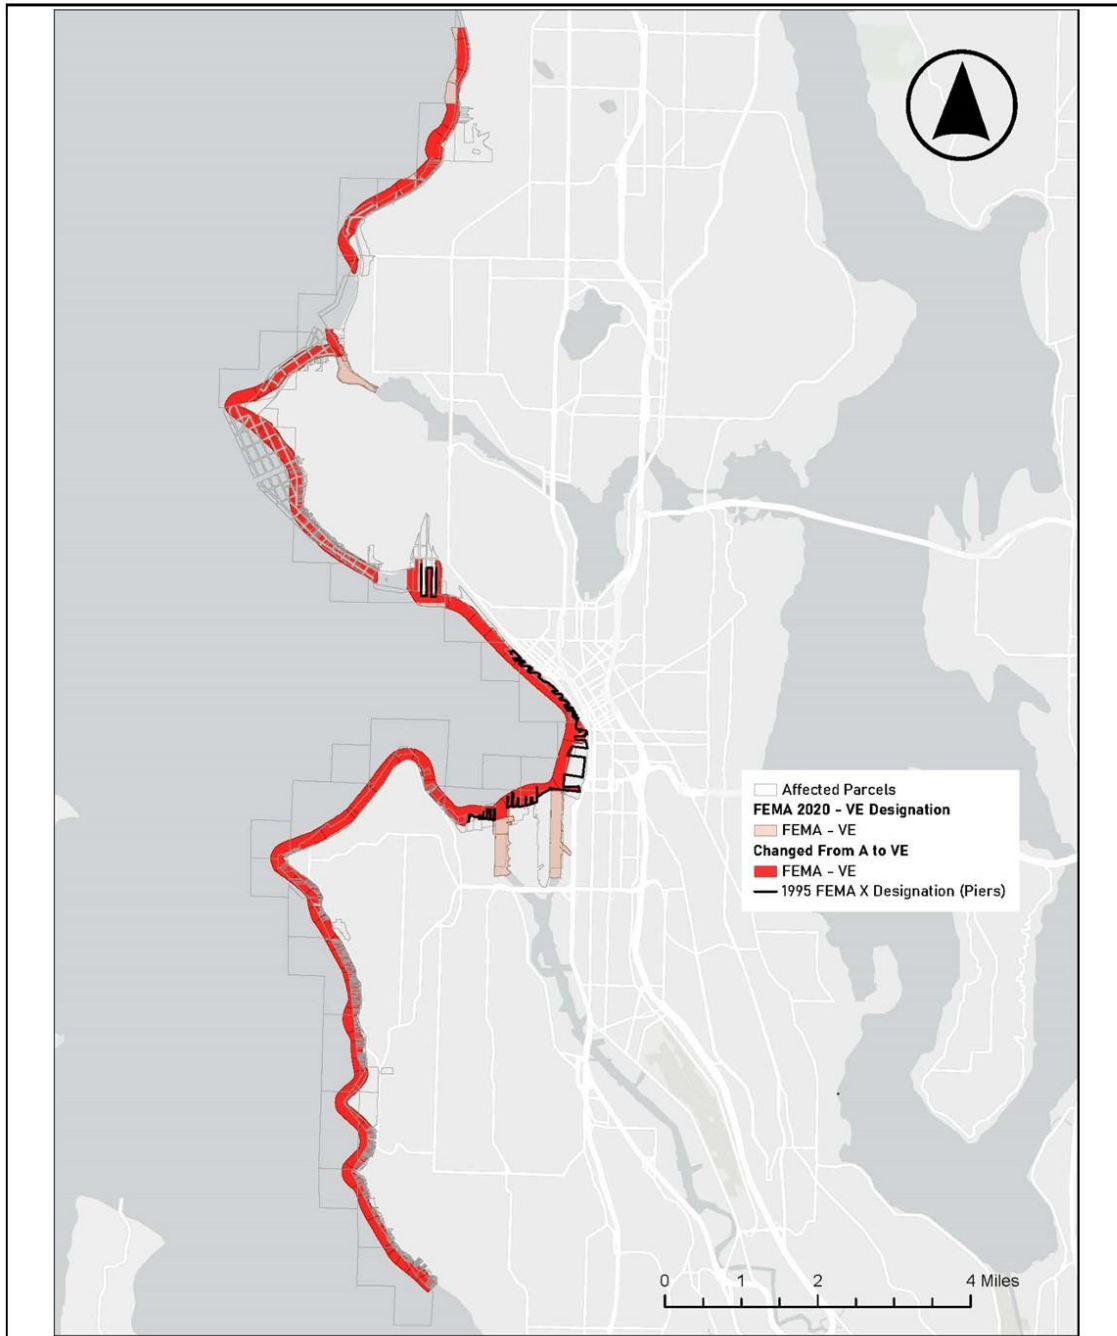 Affected Parcels
FEMA 2020 - VE Designation
FEMA - VE
Changed From A to VE
FEMA - VE
1995 FEMA X Designation (Piers)
0 1 2 4 Miles